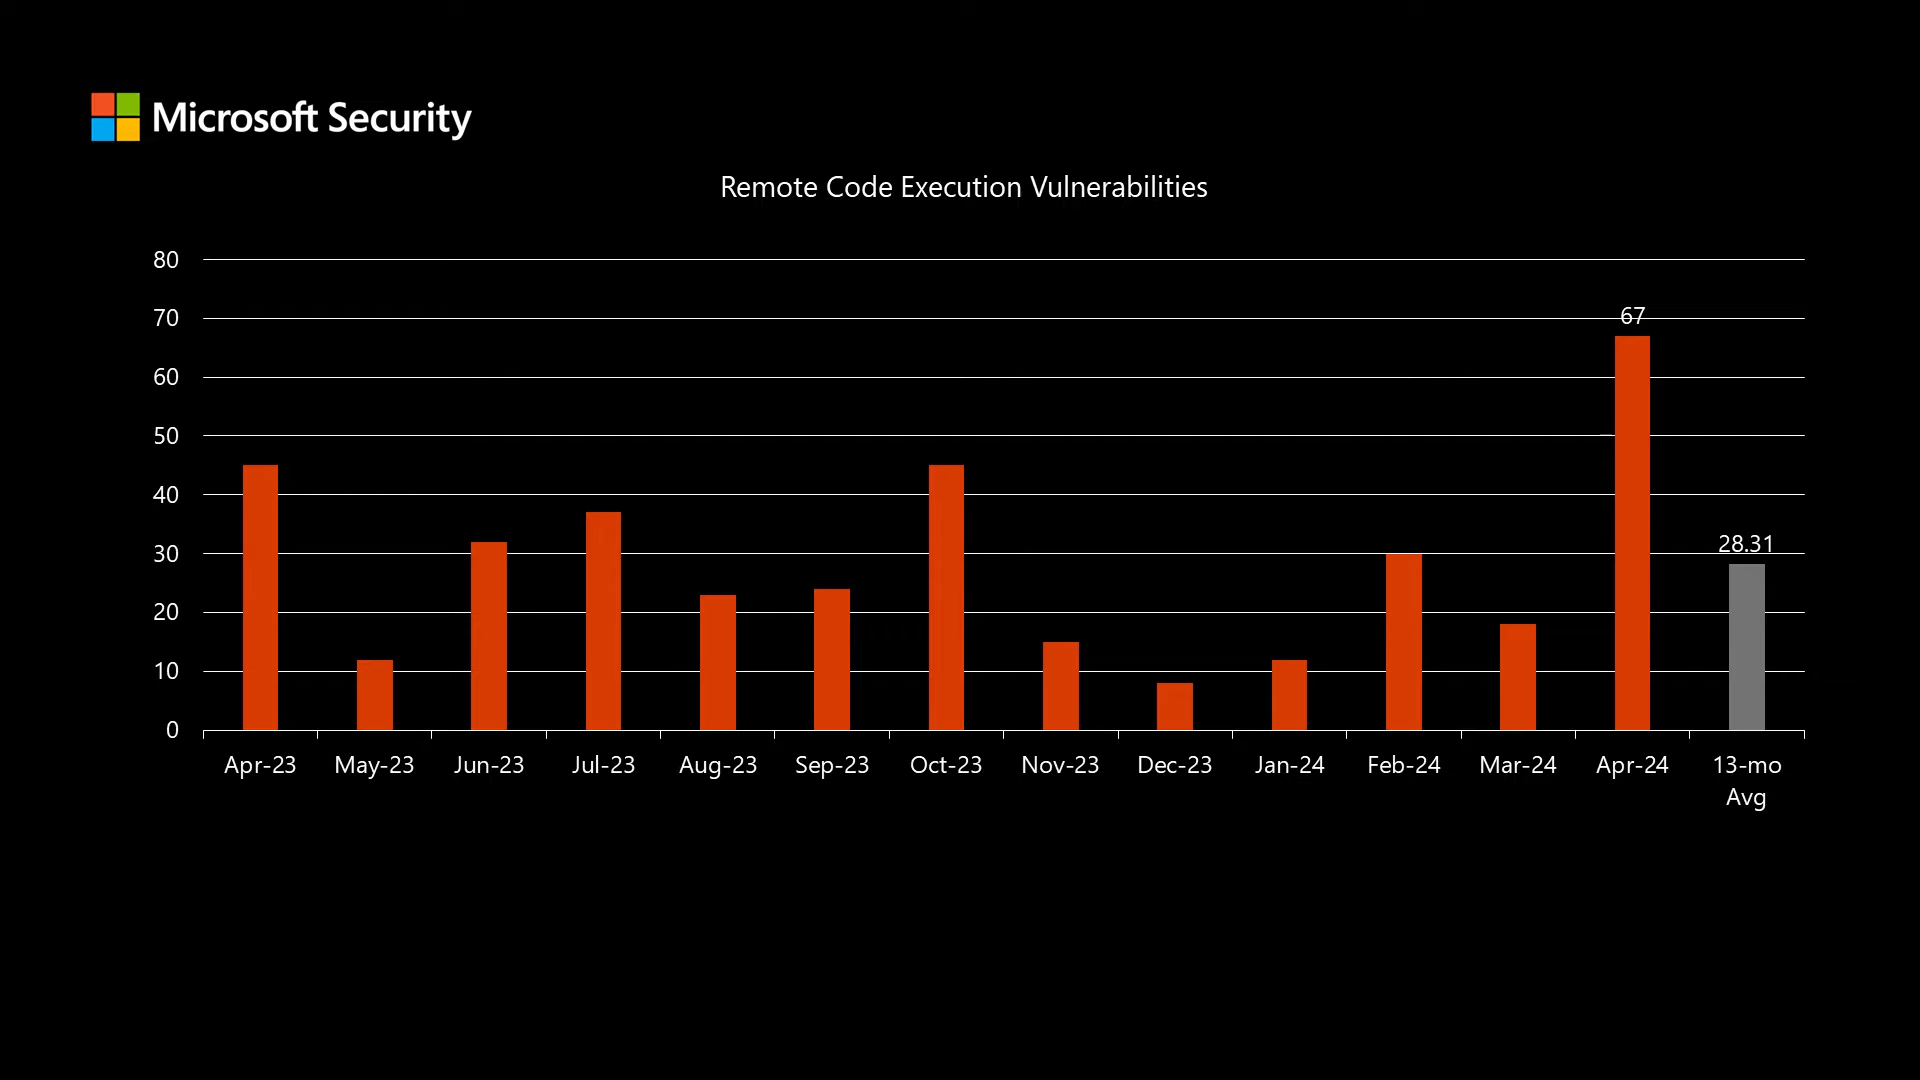 Microsoft Security
Remote Code Execution Vulnerabilities
80
70
60
50
40
30
20
10
0
67
28.31
Apr-23 May-23 Jun-23 Jul-23 Aug-23 Sep-23 Oct-23 Nov-23 Dec-23 Jan-24 Feb-24 Mar-24 Apr-24 13-mo
Avg